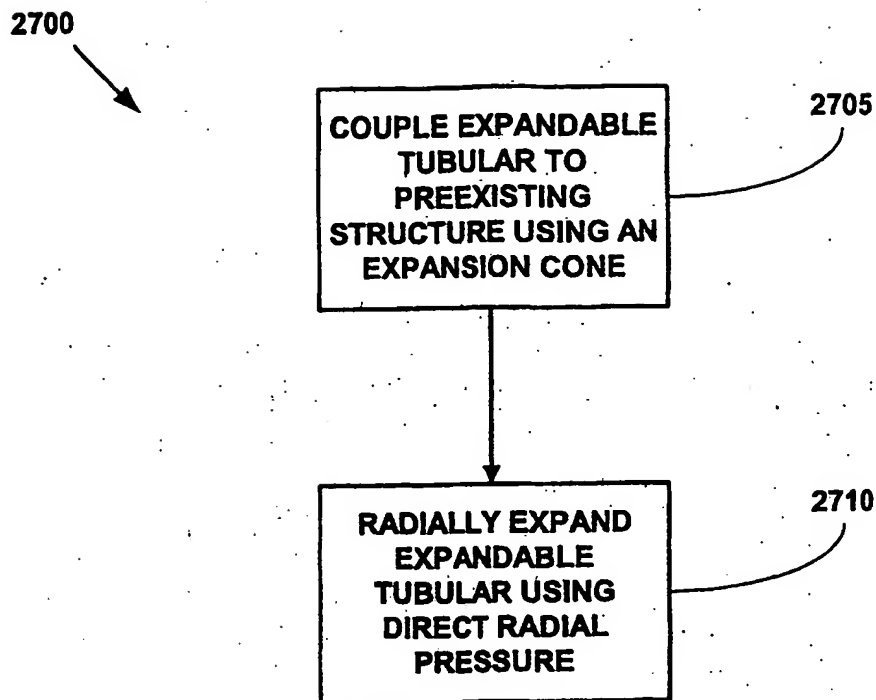 2700
2705
COUPLE EXPANDABLE
TUBULAR TO
PREEXISTING
STRUCTURE USING AN
EXPANSION CONE
2710
RADIALLY EXPAND
EXPANDABLE
TUBULAR USING
DIRECT RADIAL
PRESSURE